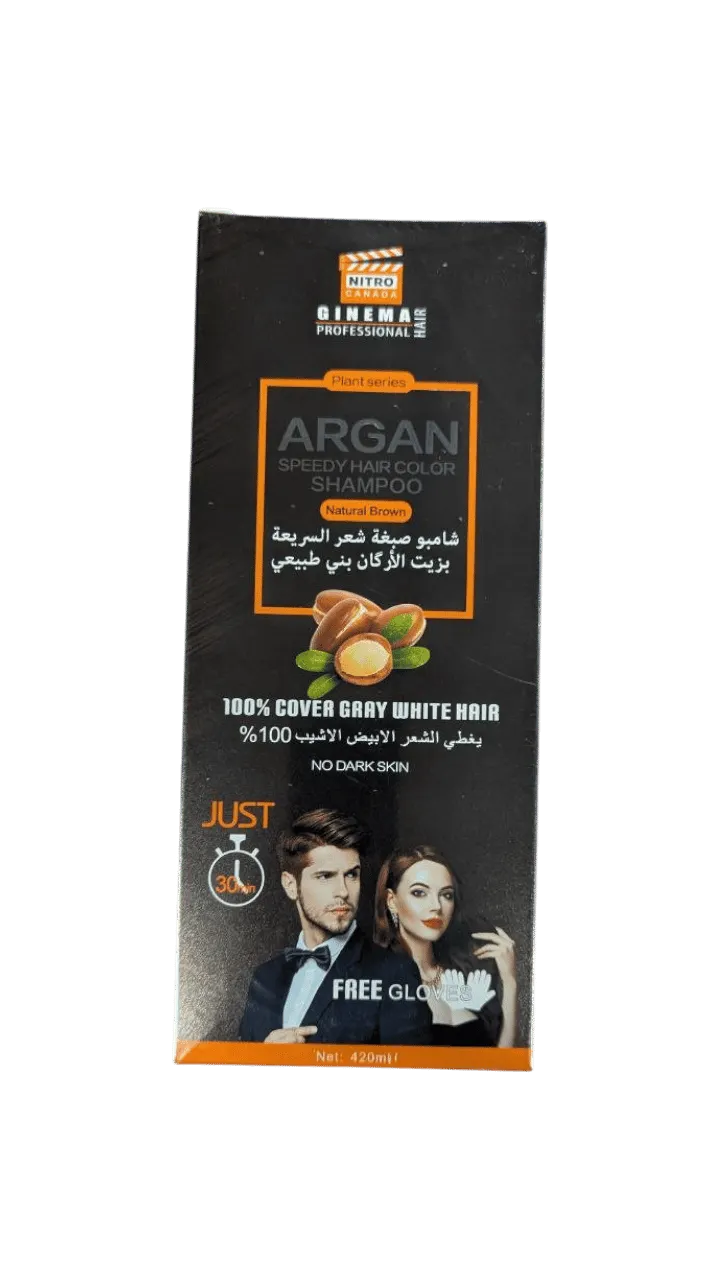 NITRO
CANADA
GINEMA
PROFESSIONAL
HAIR
Plant series
ARGAN
SPEEDY HAIR COLOR
SHAMPOO
Natural Brown
شامبو صبغة شعر السريعة
بزيت الأرگان بني طبيعي
100% COVER GRAY WHITE HAIR
يغطي الشعر الابيض الاشيب 100%
NO DARK SKIN
JUST
30min
FREE GLOVES
Net: 420ml